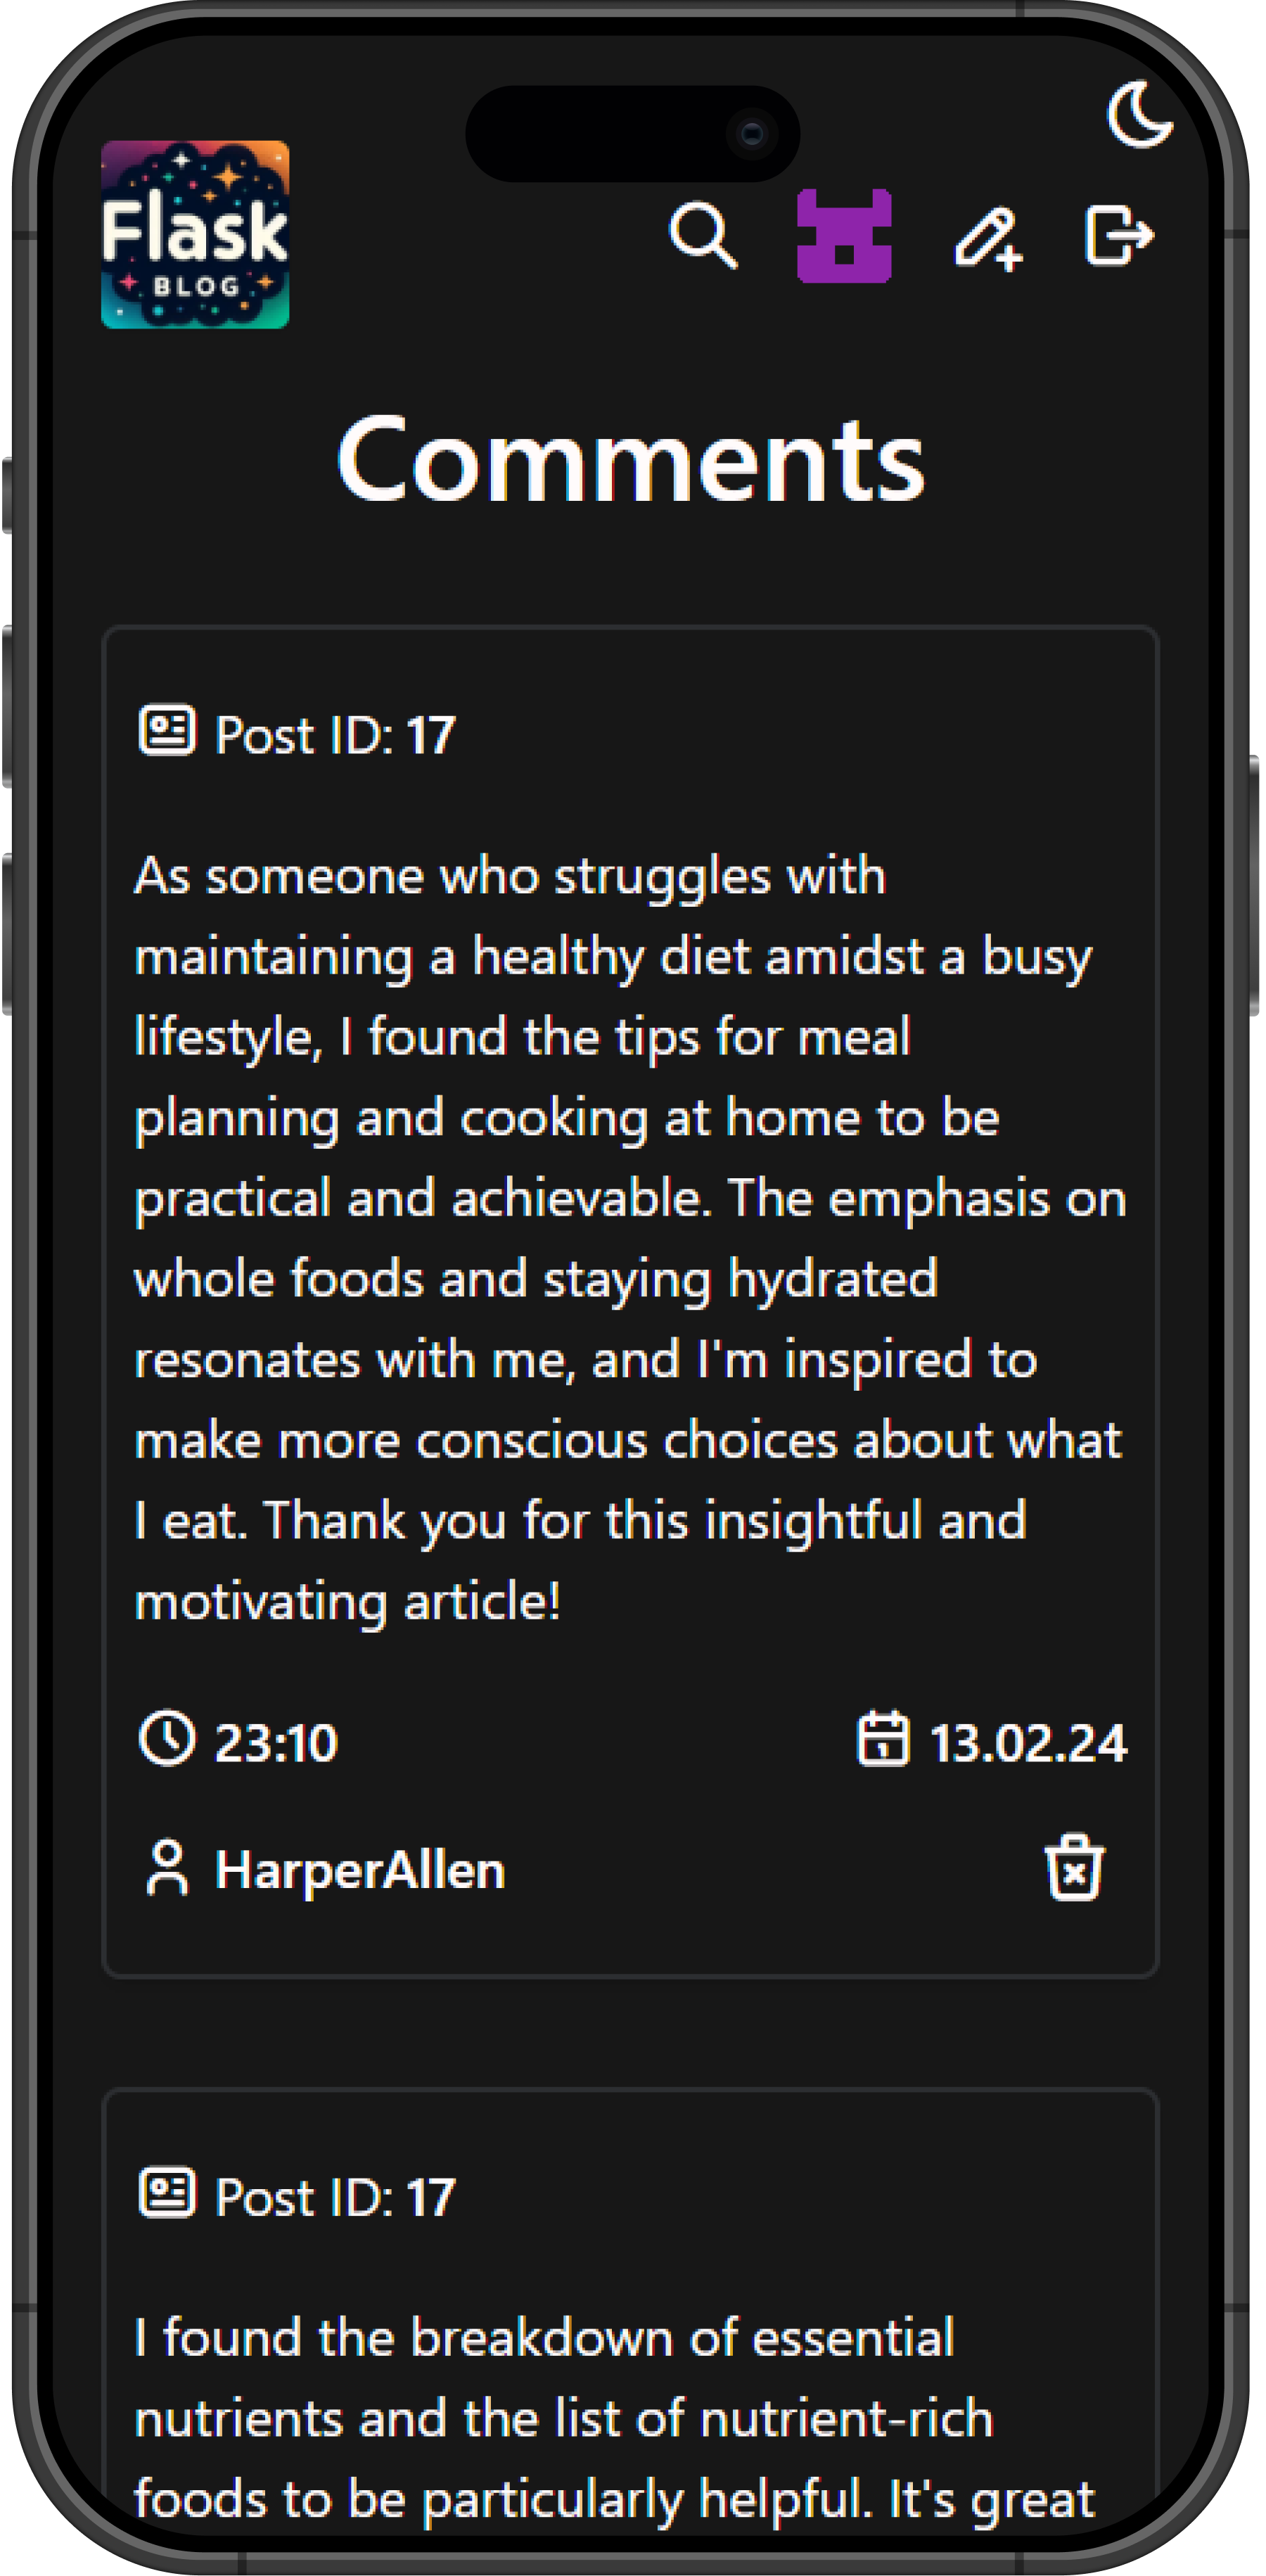 Flask
BLOG
Comments
Post ID: 17
As someone who struggles with
maintaining a healthy diet amidst a busy
lifestyle, I found the tips for meal
planning and cooking at home to be
practical and achievable. The emphasis on
whole foods and staying hydrated
resonates with me, and I'm inspired to
make more conscious choices about what
I eat. Thank you for this insightful and
motivating article!
23:10 13.02.24
HarperAllen
Post ID: 17
I found the breakdown of essential
nutrients and the list of nutrient-rich
foods to be particularly helpful. It's great